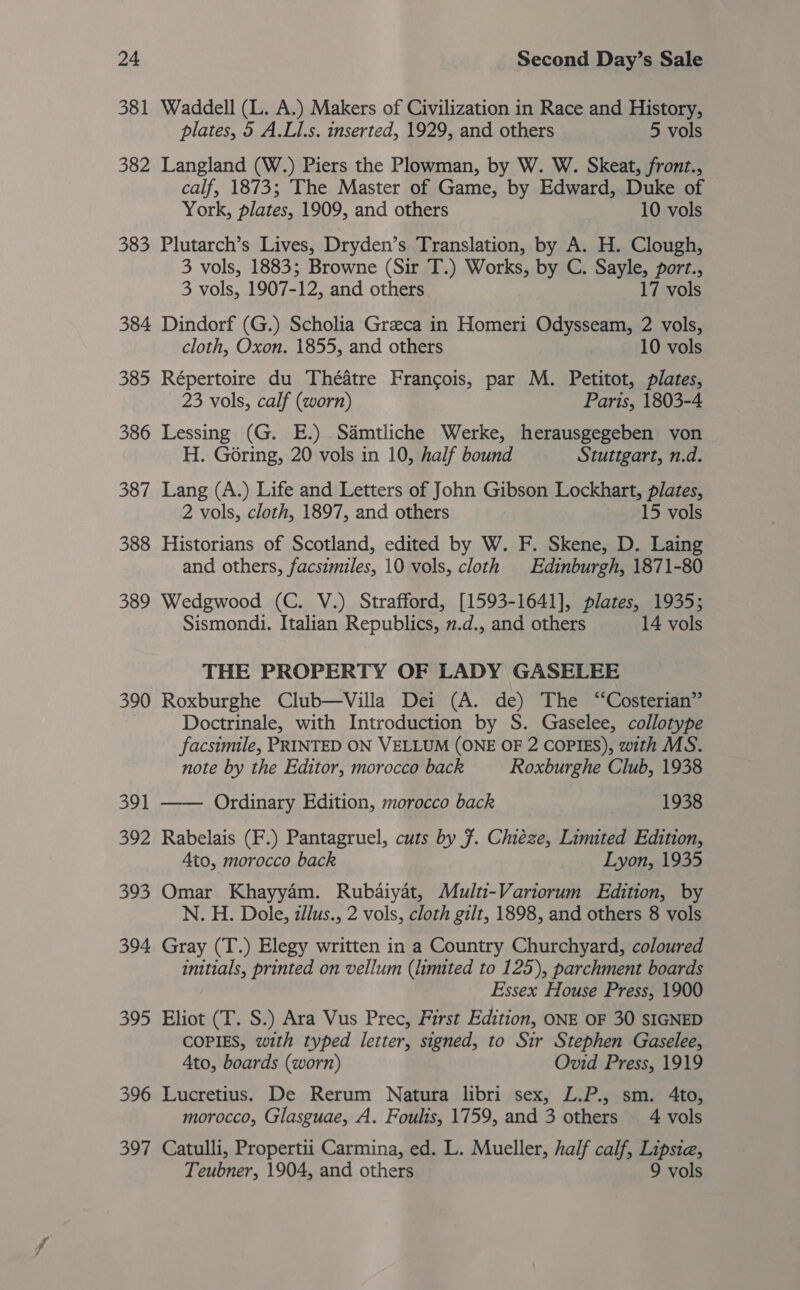 24 Second Day’s Sale
381 Waddell (L. A.) Makers of Civilization in Race and History,
plates, 5 A.Ll.s. inserted, 1929, and others 5 vols
382 Langland (W.) Piers the Plowman, by W. W. Skeat, front.,
calf, 1873; The Master of Game, by Edward, Duke of
York, plates, 1909, and others 10 vols
383 Plutarch’s Lives, Dryden’s Translation, by A. H. Clough,
3 vols, 1883; Browne (Sir T.) Works, by C. Sayle, port.,
3 vols, 1907-12, and others 17 vols
384 Dindorf (G.) Scholia Græca in Homeri Odysseam, 2 vols,
cloth, Oxon. 1855, and others 10 vols
385 Répertoire du Théâtre François, par M. Petitot, plates,
23 vols, calf (worn) Paris, 1803-4
386 Lessing (G. E.) Sämtliche Werke, herausgegeben von
H. Göring, 20 vols in 10, half bound Stuttgart, n.d.
387 Lang (A.) Life and Letters of John Gibson Lockhart, plates,
2 vols, cloth, 1897, and others 15 vols
388 Historians of Scotland, edited by W. F. Skene, D. Laing
and others, facsimiles, 10 vols, cloth Edinburgh, 1871-80
389 Wedgwood (C. V.) Strafford, [1593-1641], plates, 1935;
Sismondi. Italian Republics, n.d., and others 14 vols
THE PROPERTY OF LADY GASELEE
390 Roxburghe Club—Villa Dei (A. de) The “Costerian”
Doctrinale, with Introduction by S. Gaselee, collotype
facsimile, PRINTED ON VELLUM (ONE OF 2 COPIES), with MS.
note by the Editor, morocco back Roxburghe Club, 1938
391 —— Ordinary Edition, morocco back 1938
392 Rabelais (F.) Pantagruel, cuts by J. Chièze, Limited Edition,
4to, morocco back Lyon, 1935
393 Omar Khayyám. Rubáiyát, Multi-Variorum Edition, by
N. H. Dole, illus., 2 vols, cloth gilt, 1898, and others 8 vols
394 Gray (T.) Elegy written in a Country Churchyard, coloured
initials, printed on vellum (limited to 125), parchment boards
Essex House Press, 1900
395 Eliot (T. S.) Ara Vus Prec, First Edition, ONE OF 30 SIGNED
COPIES, with typed letter, signed, to Sir Stephen Gaselee,
4to, boards (worn) Ovid Press, 1919
396 Lucretius. De Rerum Natura libri sex, L.P., sm. 4to,
morocco, Glasguae, A. Foulis, 1759, and 3 others 4 vols
397 Catulli, Propertii Carmina, ed. L. Mueller, half calf, Lipsiæ,
Teubner, 1904, and others 9 vols